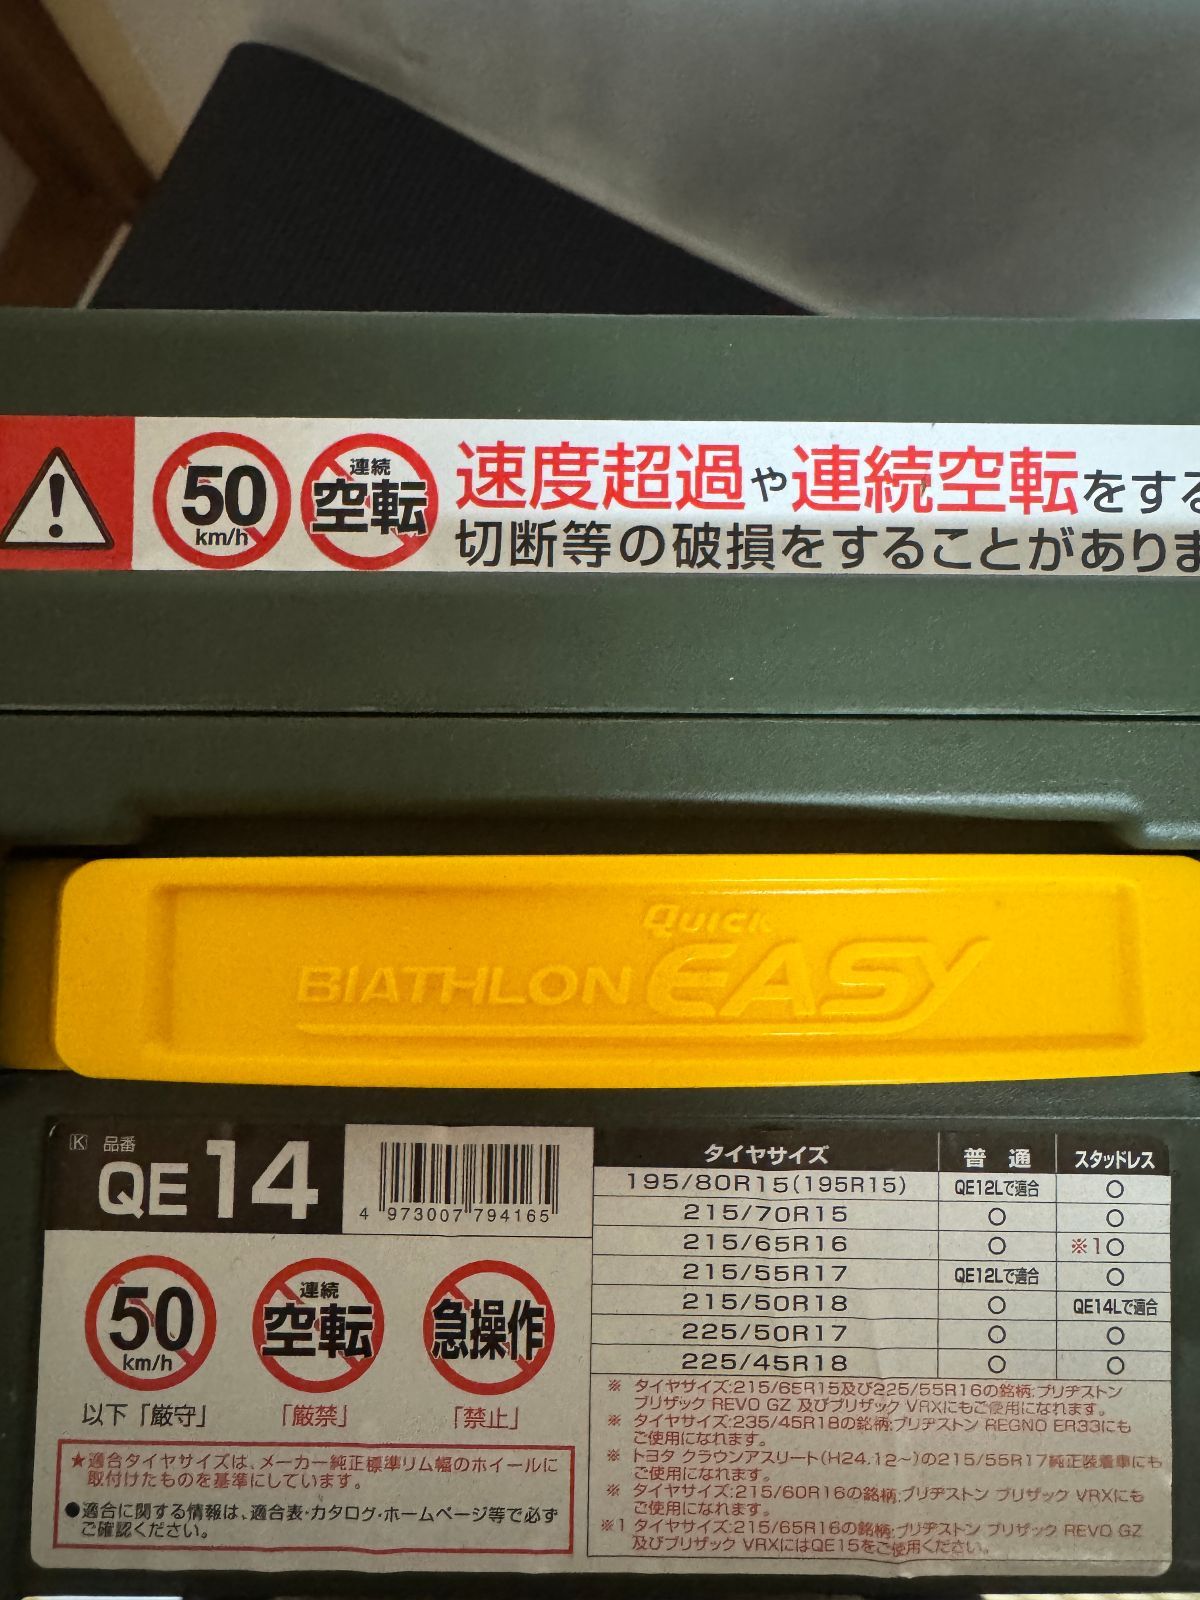 50 km/h
連続 空転
速度超過や連続空転をする
切断等の破損をすることがありま
Quick
BIATHLON EASY
K 品番
QE14
4 973007 794165
50 km/h
連続 空転
急操作
以下「厳守」
「厳禁」
「禁止」
★適合タイヤサイズは、メーカー純正標準リム幅のホイールに
取付けたものを基準にしています。
●適合に関する情報は、適合表・カタログ・ホームページ等で必ず
ご確認ください。
タイヤサイズ 普通 スタッドレス
195/80R15(195R15) QE12Lで適合 ○
215/70R15 ○ ○
215/65R16 ○ ※1○
215/55R17 QE12Lで適合 ○
215/50R18 ○ QE14Lで適合
225/50R17 ○ ○
225/45R18 ○ ○
※ タイヤサイズ:215/65R15及び225/55R16の銘柄:ブリヂストン
ブリザック REVO GZ 及びブリザック VRXにもご使用になれます。
※ タイヤサイズ:235/45R18の銘柄:ブリヂストン REGNO ER33にも
ご使用になれます。
※ トヨタ クラウンアスリート(H24.12~)の215/55R17純正装着車にも
ご使用になれます。
※ タイヤサイズ:215/60R16の銘柄:ブリヂストン ブリザック VRXにも
ご使用になれます。
※1 タイヤサイズ:215/65R16の銘柄:ブリヂストン ブリザック REVO GZ
及びブリザック VRXにはQE15をご使用ください。